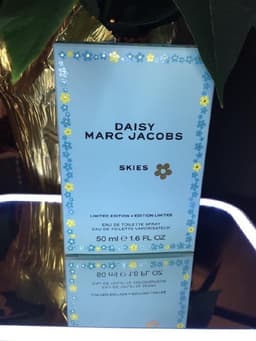 DAISY
MARC JACOBS
SKIES
LIMITED EDITION • EDITION LIMITÉE
EAU DE TOILETTE SPRAY
EAU DE TOILETTE VAPORISATEUR
50 ml ℮ 1.6 FL OZ